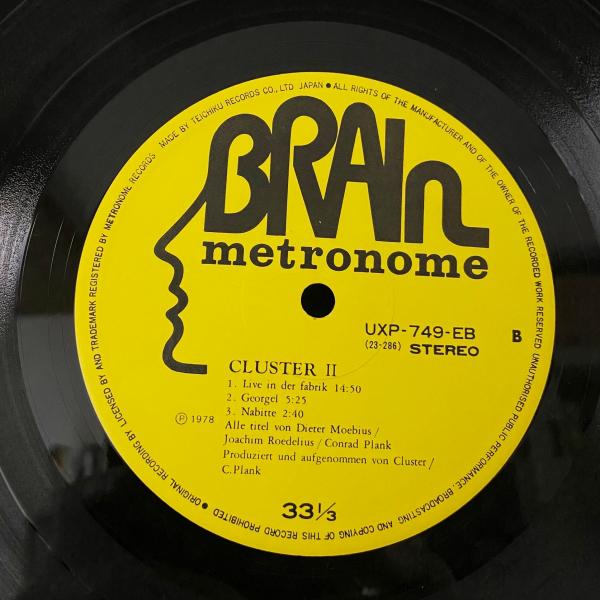 BRAIN
metronome
UXP-749-EB
(23-286) STEREO
B
CLUSTER II
1. Live in der fabrik 14:50
2. Georgel 5:25
3. Nabitte 2:40
Alle titel von Dieter Moebius/
Joachim Roedelius/Conrad Plank
Produziert und aufgenommen von Cluster/
C.Plank
Ⓟ 1978
33⅓
• ORIGINAL RECORDING BY LICENSED BY AND TRADEMARK REGISTERED BY METRONOME RECORDS MADE BY TEICHIKU RECORDS CO., LTD JAPAN • ALL RIGHTS OF THE MANUFACTURER AND OF THE OWNER OF THE RECORDED WORK RESERVED UNAUTHORISED PUBLIC PERFORMANCE, BROADCASTING AND COPYING OF THIS RECORD PROHIBITED